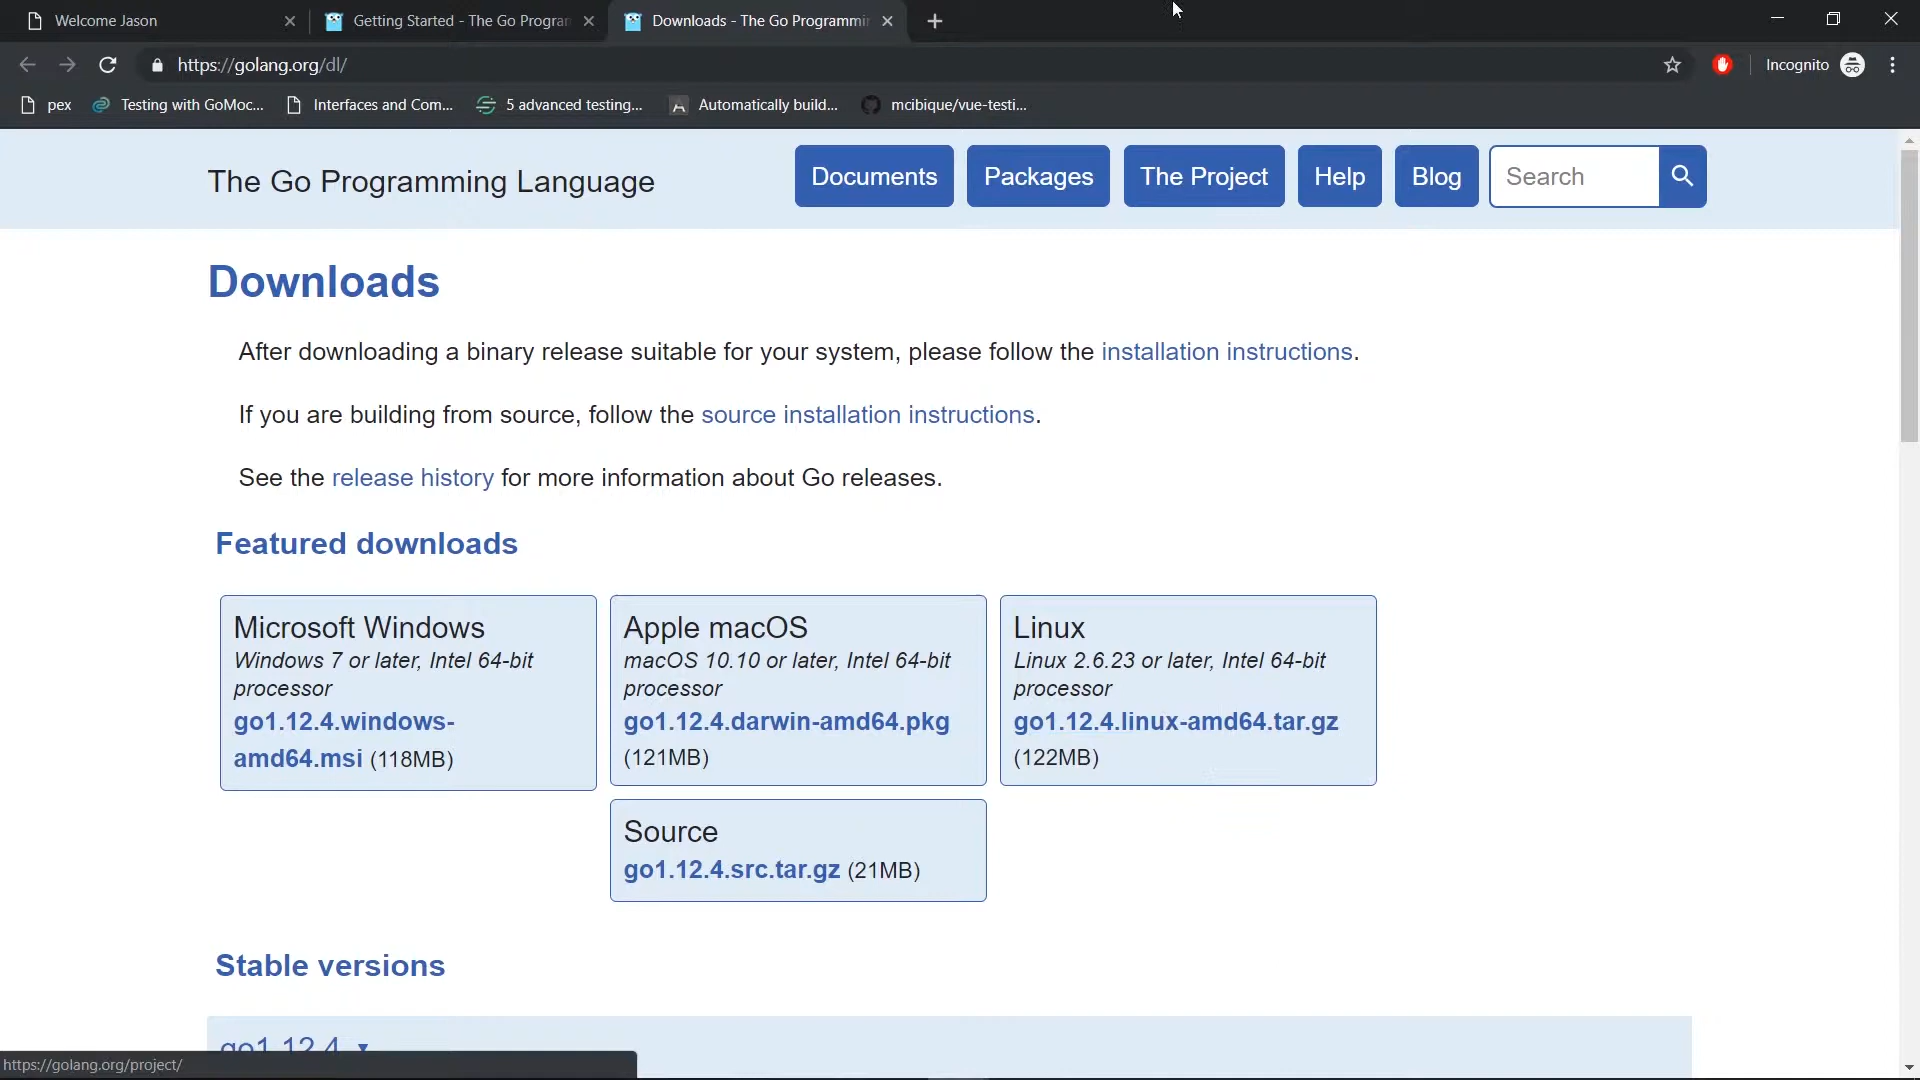 Welcome Jason
Getting Started - The Go Progran
Downloads - The Go Programmin
https://golang.org/dl/
Incognito
pex
Testing with GoMoc...
Interfaces and Com...
5 advanced testing...
Automatically build...
mcibique/vue-testi...
The Go Programming Language
Documents
Packages
The Project
Help
Blog
Search
Downloads
After downloading a binary release suitable for your system, please follow the installation instructions.
If you are building from source, follow the source installation instructions.
See the release history for more information about Go releases.
Featured downloads
Microsoft Windows
Windows 7 or later, Intel 64-bit
processor
go1.12.4.windows-
amd64.msi (118MB)
Apple macOS
macOS 10.10 or later, Intel 64-bit
processor
go1.12.4.darwin-amd64.pkg
(121MB)
Linux
Linux 2.6.23 or later, Intel 64-bit
processor
go1.12.4.linux-amd64.tar.gz
(122MB)
Source
go1.12.4.src.tar.gz (21MB)
Stable versions
go1.12.4 ▾
https://golang.org/project/